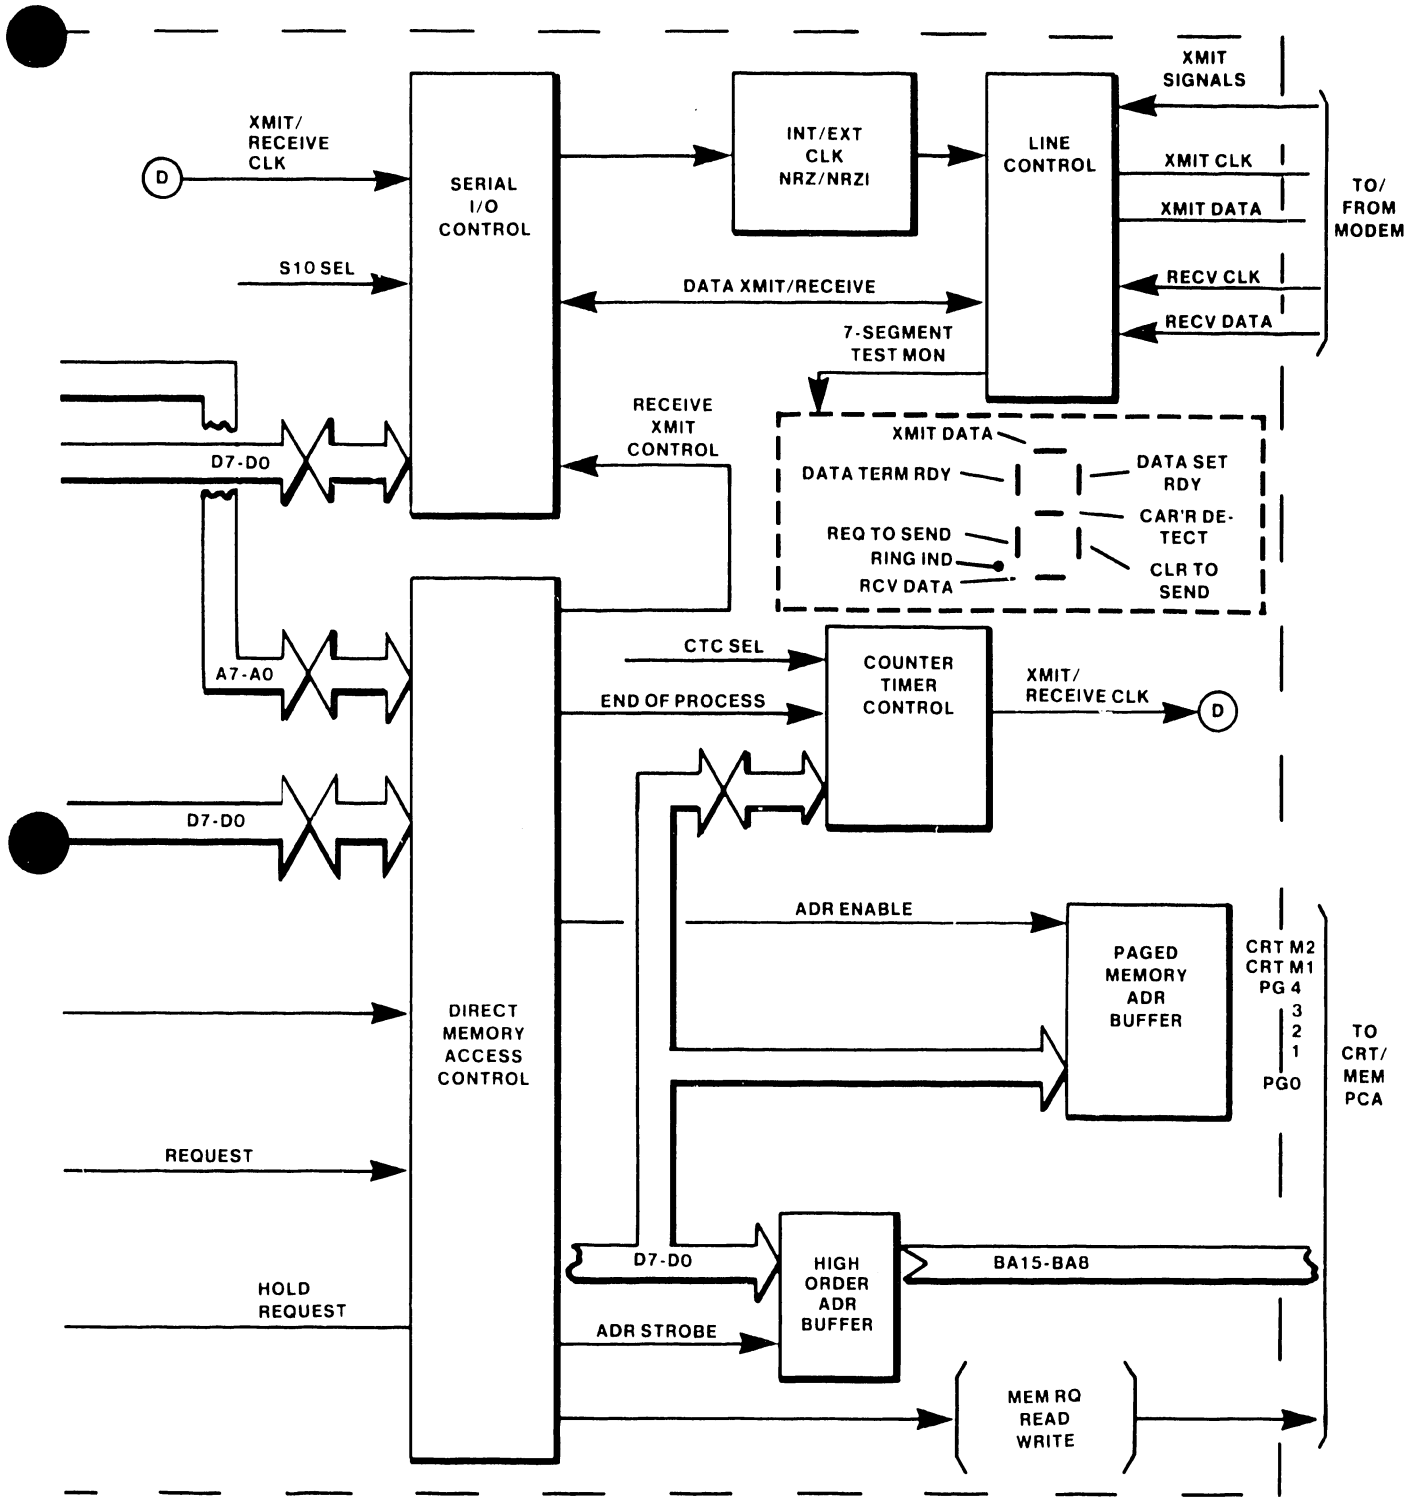 XMIT
SIGNALS
XMIT/
RECEIVE
CLK
D
SERIAL
I/O
CONTROL
INT/EXT
CLK
NRZ/NRZI
LINE
CONTROL
XMIT CLK
XMIT DATA
TO/
FROM
MODEM
S10 SEL
DATA XMIT/RECEIVE
RECV CLK
RECV DATA
7-SEGMENT
TEST MON
RECEIVE
XMIT
CONTROL
D7-D0
XMIT DATA
DATA TERM RDY
DATA SET
RDY
REQ TO SEND
CAR'R DE-
TECT
RING IND
RCV DATA
CLR TO
SEND
A7-A0
CTC SEL
END OF PROCESS
COUNTER
TIMER
CONTROL
XMIT/
RECEIVE CLK
D
D7-D0
ADR ENABLE
PAGED
MEMORY
ADR
BUFFER
CRT M2
CRT M1
PG 4
3
2
1
PG0
TO
CRT/
MEM
PCA
DIRECT
MEMORY
ACCESS
CONTROL
REQUEST
HOLD
REQUEST
D7-D0
HIGH
ORDER
ADR
BUFFER
BA15-BA8
ADR STROBE
MEM RQ
READ
WRITE